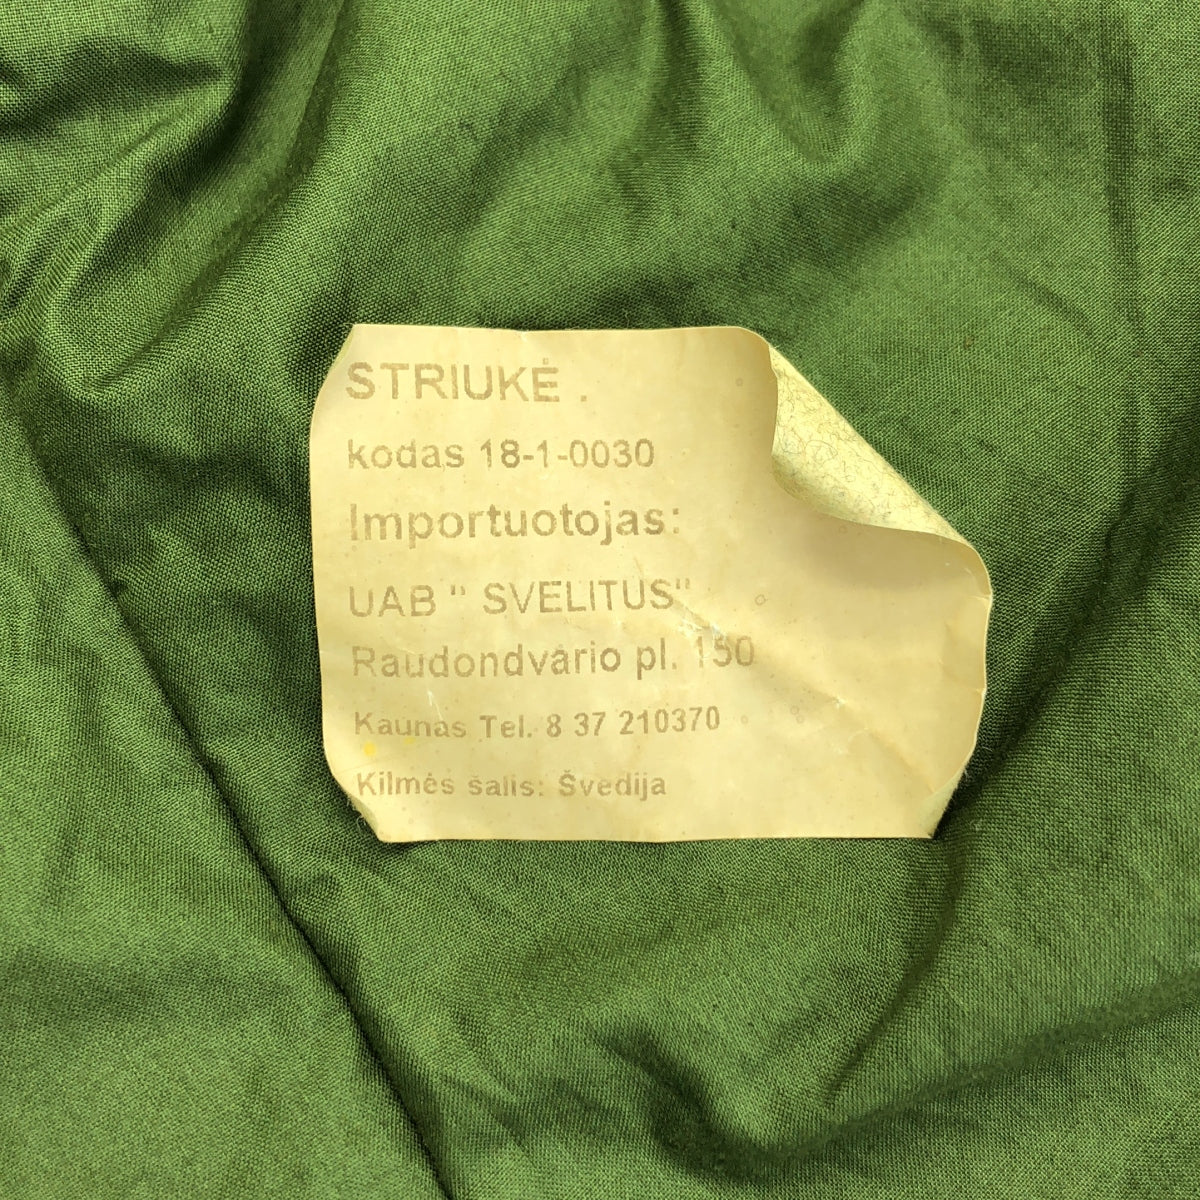 STRIUKĖ .
kodas 18-1-0030
Importuotojas:
UAB " SVELITUS"
Raudondvario pl. 150
Kaunas Tel. 8 37 210370
Kilmės šalis: Švedija